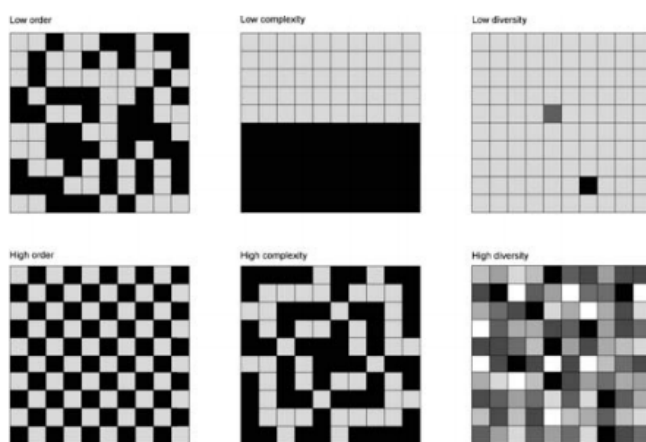 Low order
Low complexity
Low diversity
High order
High complexity
High diversity